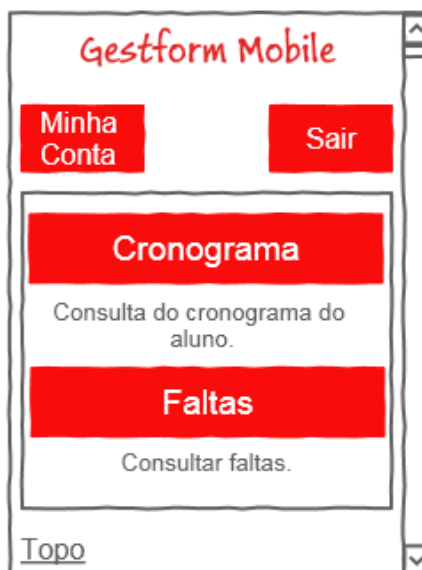 Gestform Mobile
Minha
Conta
Sair
Cronograma
Consulta do cronograma do
aluno.
Faltas
Consultar faltas.
Topo